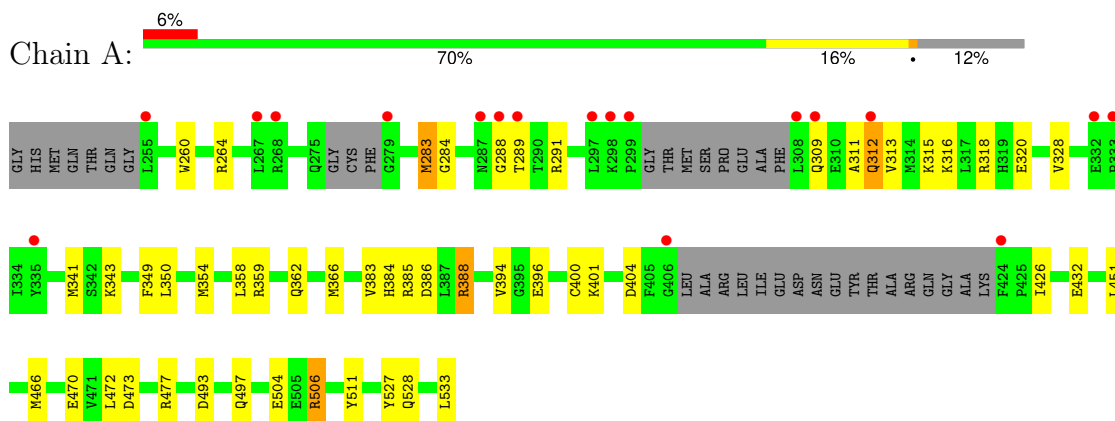 Chain A:
6%
70%
16%
•
12%
GLY HIS MET GLN THR GLN GLY L255 W260 R264 L267 R268 Q275 GLY CYS PHE G279 M283 G284 N287 G288 T289 T290 R291 L297 K298 P299 GLY THR MET SER PRO GLU ALA PHE L308 Q309 E310 A311 Q312 V313 M314 K315 K316 L317 R318 H319 E320 V328 E332 P333
I334 Y335 M341 S342 K343 F349 L350 M354 L358 R359 Q362 M366 V383 H384 R385 D386 L387 R388 V394 G395 E396 C400 K401 D404 F405 G406 LEU ALA ARG LEU ILE GLU ASP ASN GLU TYR THR ALA ARG GLN GLY ALA LYS F424 P425 I426 E432 L451
M466 E470 V471 L472 D473 R477 D493 Q497 E504 E505 R506 Y511 Y527 Q528 L533